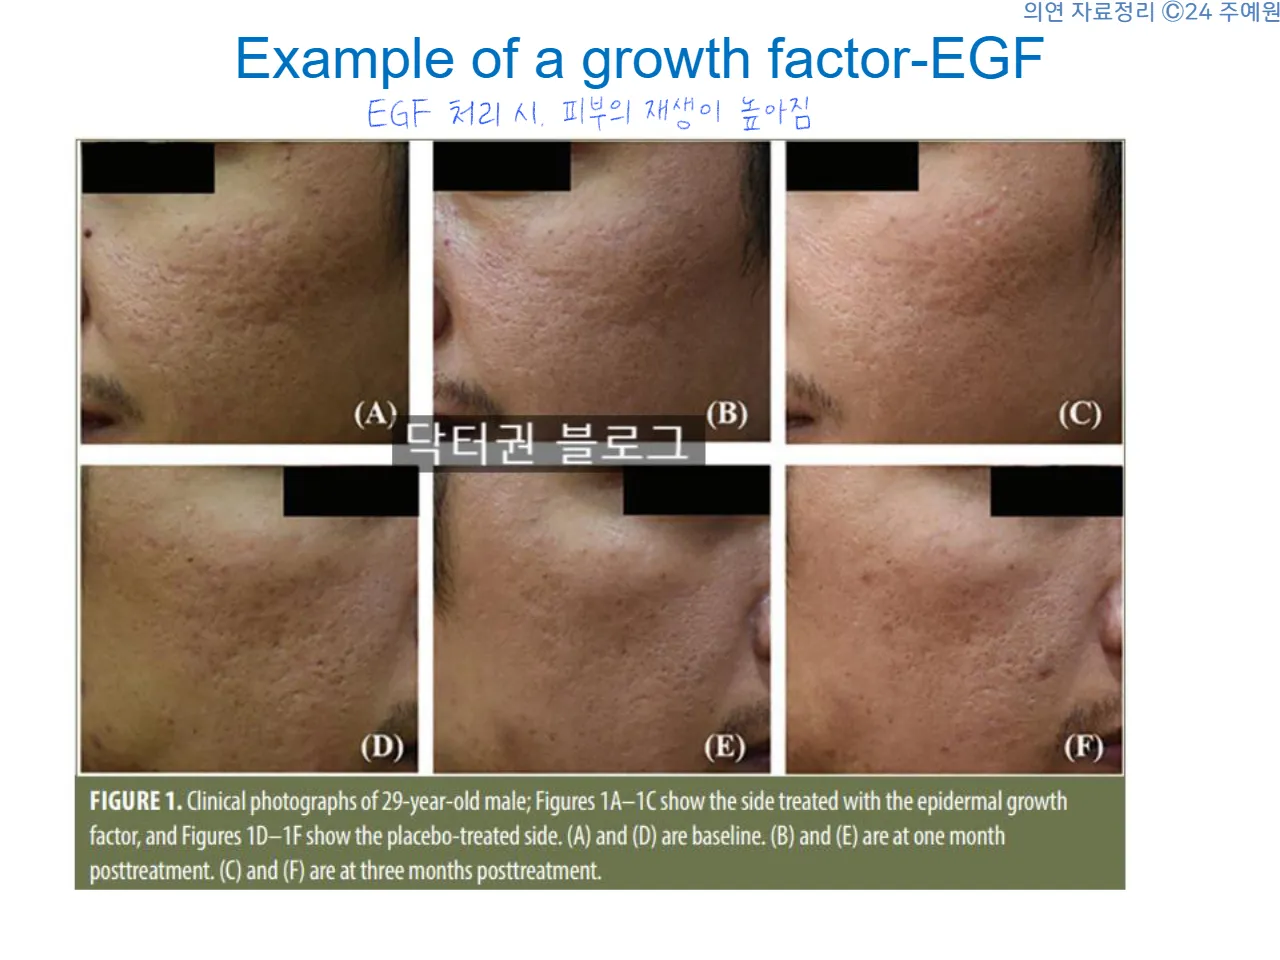 의연 자료정리 Ⓒ24 주예원
Example of a growth factor-EGF
EGF 처리 시, 피부의 재생이 높아짐
(A)
(B)
(C)
닥터권 블로그
(D)
(E)
(F)
FIGURE 1. Clinical photographs of 29-year-old male; Figures 1A–1C show the side treated with the epidermal growth
factor, and Figures 1D–1F show the placebo-treated side. (A) and (D) are baseline. (B) and (E) are at one month
posttreatment. (C) and (F) are at three months posttreatment.